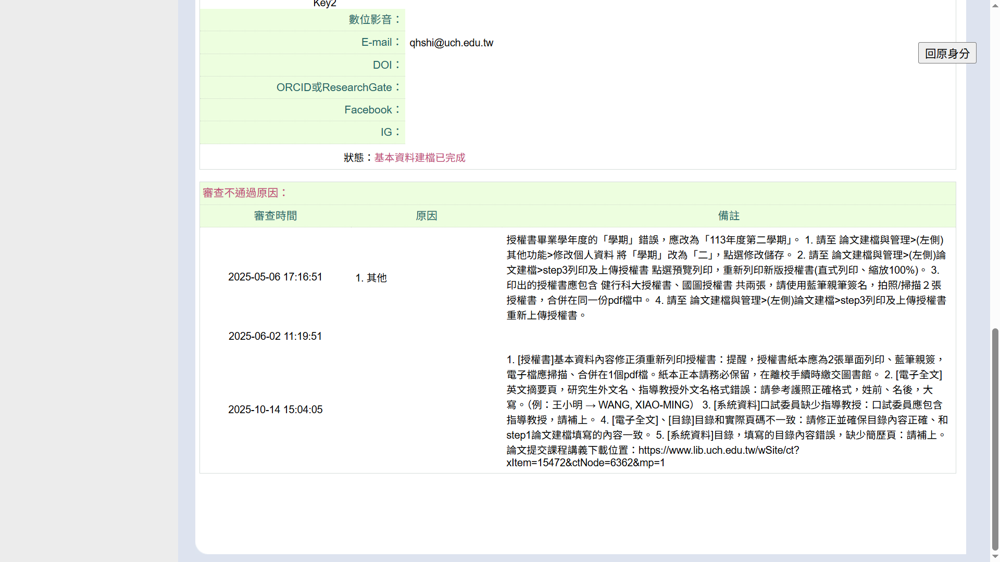 Key2
數位影音：
E-mail： qhshi@uch.edu.tw
回原身分
DOI：
ORCID或ResearchGate：
Facebook：
IG：
狀態：基本資料建檔已完成
審查不通過原因：
審查時間 原因 備註
授權書畢業學年度的「學期」錯誤，應改為「113年度第二學期」。 1. 請至 論文建檔與管理>(左側)
其他功能>修改個人資料 將「學期」改為「二」，點選修改儲存。 2. 請至 論文建檔與管理>(左側)論
文建檔>step3列印及上傳授權書 點選預覽列印，重新列印新版授權書(直式列印、縮放100%)。 3.
2025-05-06 17:16:51 1. 其他
印出的授權書應包含 健行科大授權書、國圖授權書 共兩張，請使用藍筆親筆簽名，拍照/掃描２張
授權書，合併在同一份pdf檔中。 4. 請至 論文建檔與管理>(左側)論文建檔>step3列印及上傳授權書
重新上傳授權書。
2025-06-02 11:19:51
1. [授權書]基本資料內容修正須重新列印授權書：提醒，授權書紙本應為2張單面列印、藍筆親簽，
電子檔應掃描、合併在1個pdf檔。紙本正本請務必保留，在離校手續時繳交圖書館。 2. [電子全文]
英文摘要頁，研究生外文名、指導教授外文名格式錯誤：請參考護照正確格式，姓前、名後，大
寫。（例：王小明 → WANG, XIAO-MING） 3. [系統資料]口試委員缺少指導教授：口試委員應包含
2025-10-14 15:04:05
指導教授，請補上。 4. [電子全文]、[目錄]目錄和實際頁碼不一致：請修正並確保目錄內容正確、和
step1論文建檔填寫的內容一致。 5. [系統資料]目錄，填寫的目錄內容錯誤，缺少簡歷頁：請補上。
論文提交課程講義下載位置：https://www.lib.uch.edu.tw/wSite/ct?
xItem=15472&ctNode=6362&mp=1